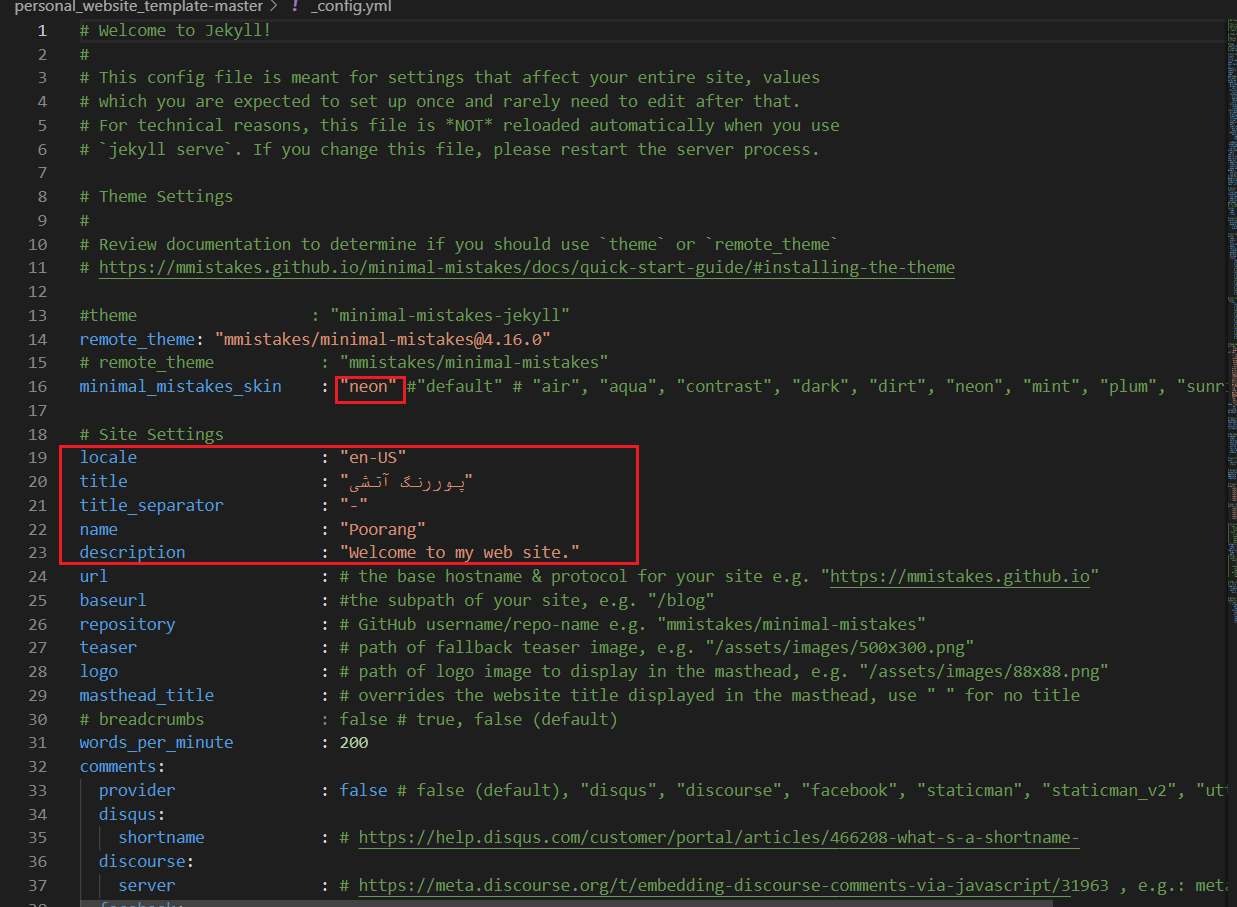 personal_website_template-master > ! _config.yml
1 # Welcome to Jekyll!
2 #
3 # This config file is meant for settings that affect your entire site, values
4 # which you are expected to set up once and rarely need to edit after that.
5 # For technical reasons, this file is *NOT* reloaded automatically when you use
6 # `jekyll serve`. If you change this file, please restart the server process.
7
8 # Theme Settings
9 #
10 # Review documentation to determine if you should use `theme` or `remote_theme`
11 # https://mmistakes.github.io/minimal-mistakes/docs/quick-start-guide/#installing-the-theme
12
13 #theme : "minimal-mistakes-jekyll"
14 remote_theme: "mmistakes/minimal-mistakes@4.16.0"
15 # remote_theme : "mmistakes/minimal-mistakes"
16 minimal_mistakes_skin : "neon" #"default" # "air", "aqua", "contrast", "dark", "dirt", "neon", "mint", "plum", "sunri
17
18 # Site Settings
19 locale : "en-US"
20 title : "پوررنگ آتشی"
21 title_separator : "-"
22 name : "Poorang"
23 description : "Welcome to my web site."
24 url : # the base hostname & protocol for your site e.g. "https://mmistakes.github.io"
25 baseurl : #the subpath of your site, e.g. "/blog"
26 repository : # GitHub username/repo-name e.g. "mmistakes/minimal-mistakes"
27 teaser : # path of fallback teaser image, e.g. "/assets/images/500x300.png"
28 logo : # path of logo image to display in the masthead, e.g. "/assets/images/88x88.png"
29 masthead_title : # overrides the website title displayed in the masthead, use " " for no title
30 # breadcrumbs : false # true, false (default)
31 words_per_minute : 200
32 comments:
33 provider : false # false (default), "disqus", "discourse", "facebook", "staticman", "staticman_v2", "utt
34 disqus:
35 shortname : # https://help.disqus.com/customer/portal/articles/466208-what-s-a-shortname-
36 discourse:
37 server : # https://meta.discourse.org/t/embedding-discourse-comments-via-javascript/31963 , e.g.: meta